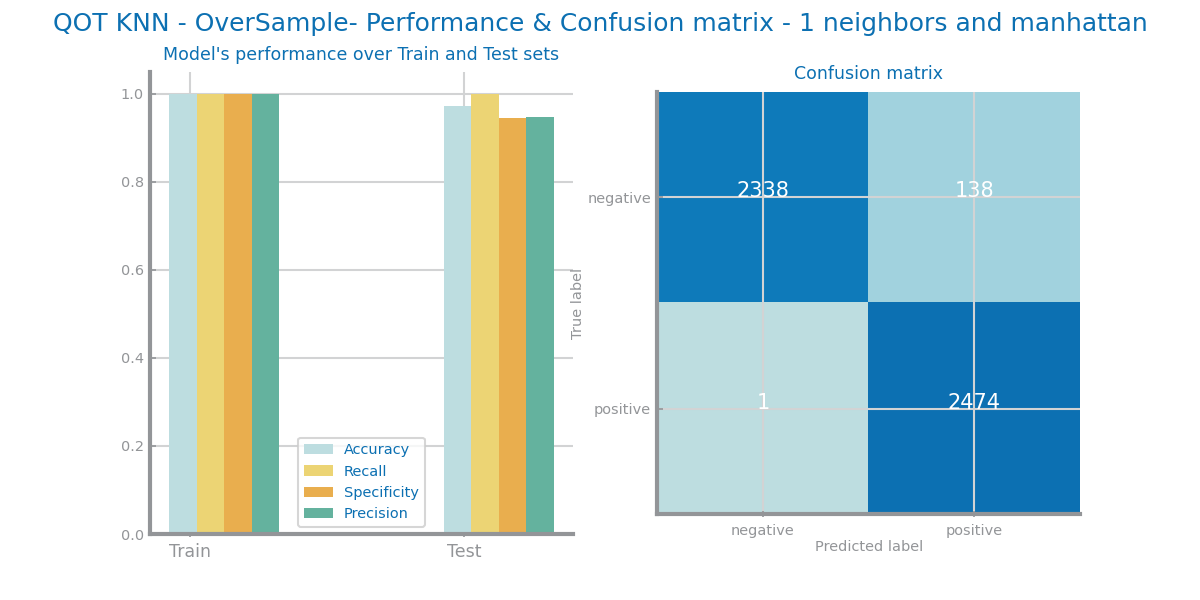 QOT KNN - OverSample- Performance & Confusion matrix - 1 neighbors and manhattan
Model's performance over Train and Test sets
1.0
0.8
0.6
0.4
0.2
0.0
Train
Test
Accuracy
Recall
Specificity
Precision
Confusion matrix
True label
negative
positive
2338
138
1
2474
negative
positive
Predicted label